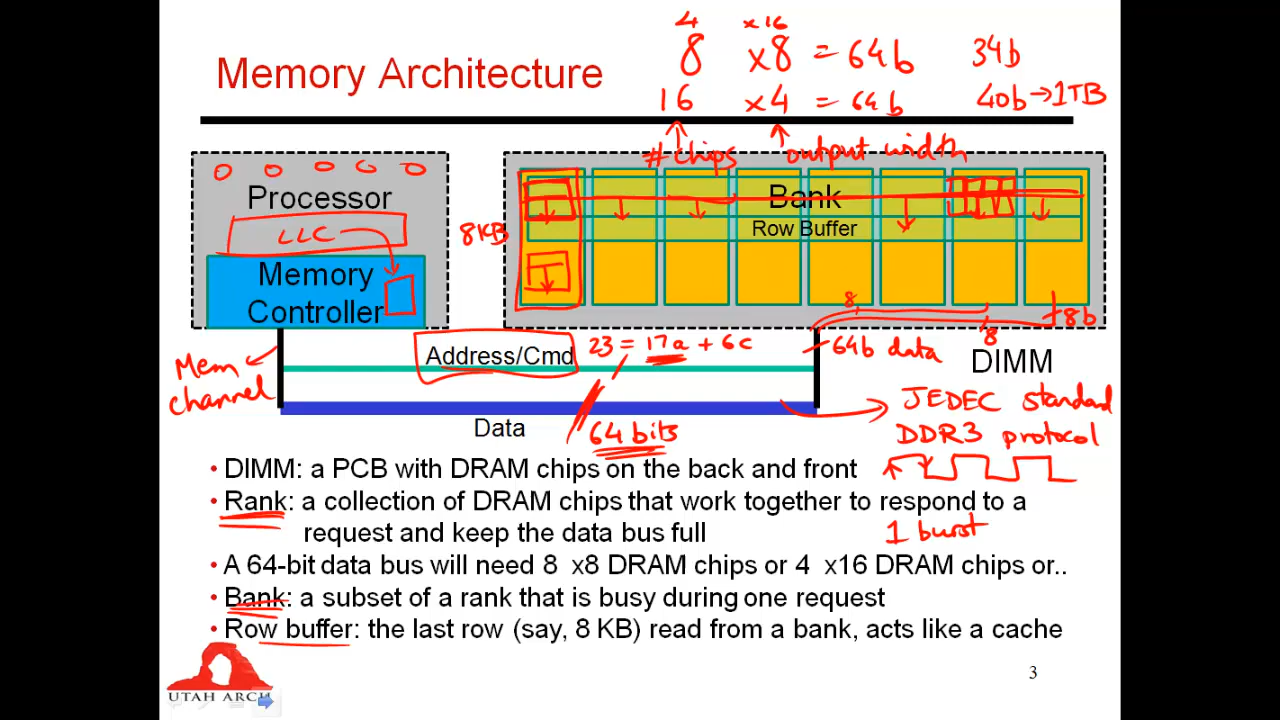 4 x16
8 x8 = 64b 34b
Memory Architecture
16 x4 = 64b 40b → 1TB
# chips output width
Processor
Bank
LLC
8KB
Row Buffer
Memory
Controller
8
8b
8
Address/Cmd
23 = 17a + 6c
64b data
DIMM
Mem
channel
JEDEC standard
DDR3 protocol
Data
64 bits
• DIMM: a PCB with DRAM chips on the back and front
• Rank: a collection of DRAM chips that work together to respond to a
request and keep the data bus full
1 burst
• A 64-bit data bus will need 8 x8 DRAM chips or 4 x16 DRAM chips or..
• Bank: a subset of a rank that is busy during one request
• Row buffer: the last row (say, 8 KB) read from a bank, acts like a cache
UTAH ARCH
3